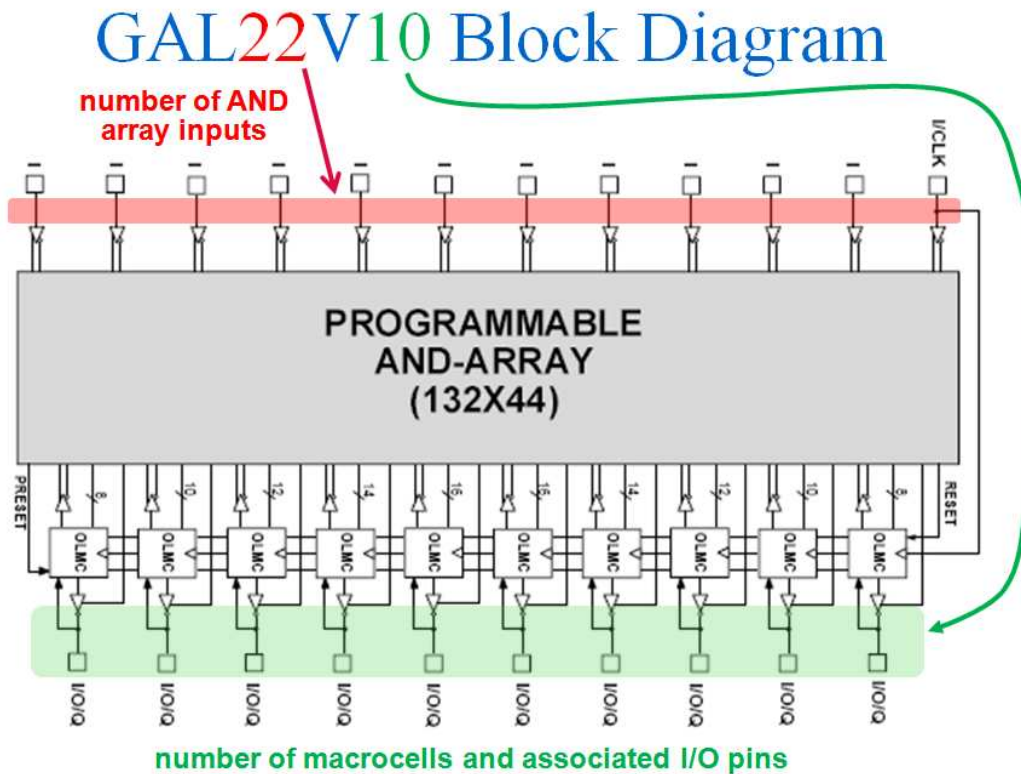 GAL22V10 Block Diagram
number of AND
array inputs
I I I I I I I I I I I I/CLK
PROGRAMMABLE
AND-ARRAY
(132X44)
PRESET 8 10 12 14 16 16 14 12 10 8 RESET
OLMC OLMC OLMC OLMC OLMC OLMC OLMC OLMC OLMC OLMC
I/O/Q I/O/Q I/O/Q I/O/Q I/O/Q I/O/Q I/O/Q I/O/Q I/O/Q I/O/Q
number of macrocells and associated I/O pins